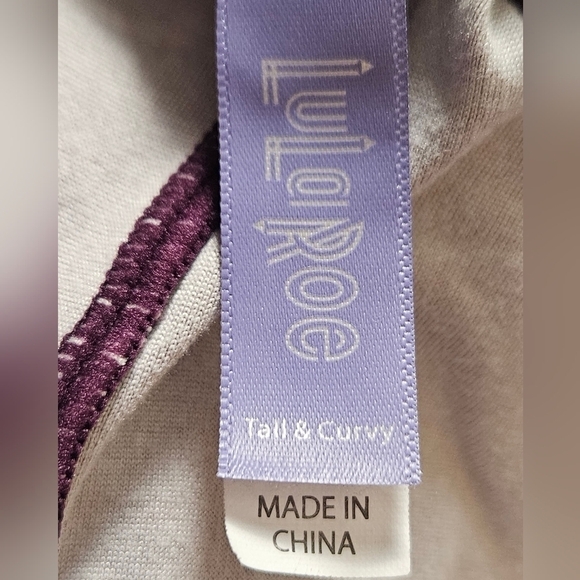 LuLaRoe
Tall & Curvy
MADE IN
CHINA